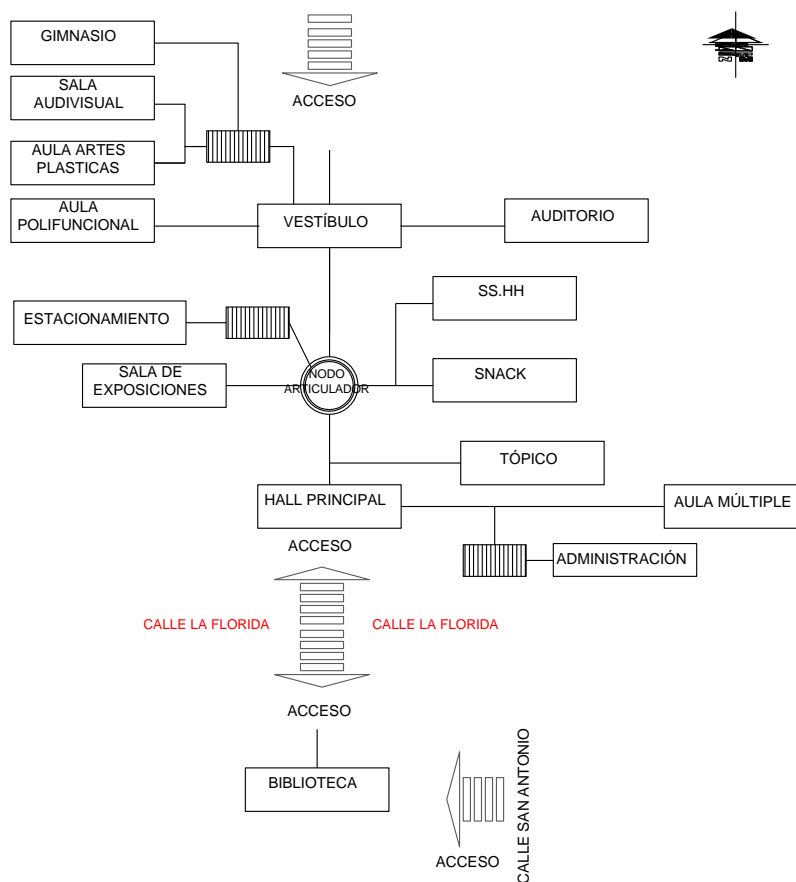 GIMNASIO
ACCESO
SALA
AUDIVISUAL
AULA ARTES
PLASTICAS
AULA
POLIFUNCIONAL
VESTÍBULO
AUDITORIO
SS.HH
ESTACIONAMIENTO
SALA DE
EXPOSICIONES
NODO
ARTICULADOR
SNACK
TÓPICO
HALL PRINCIPAL
AULA MÚLTIPLE
ACCESO
ADMINISTRACIÓN
CALLE LA FLORIDA
CALLE LA FLORIDA
ACCESO
BIBLIOTECA
CALLE SAN ANTONIO
ACCESO